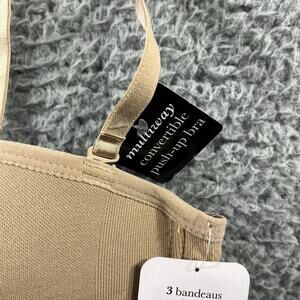 multiway
convertible
push-up bra
3 bandeaus